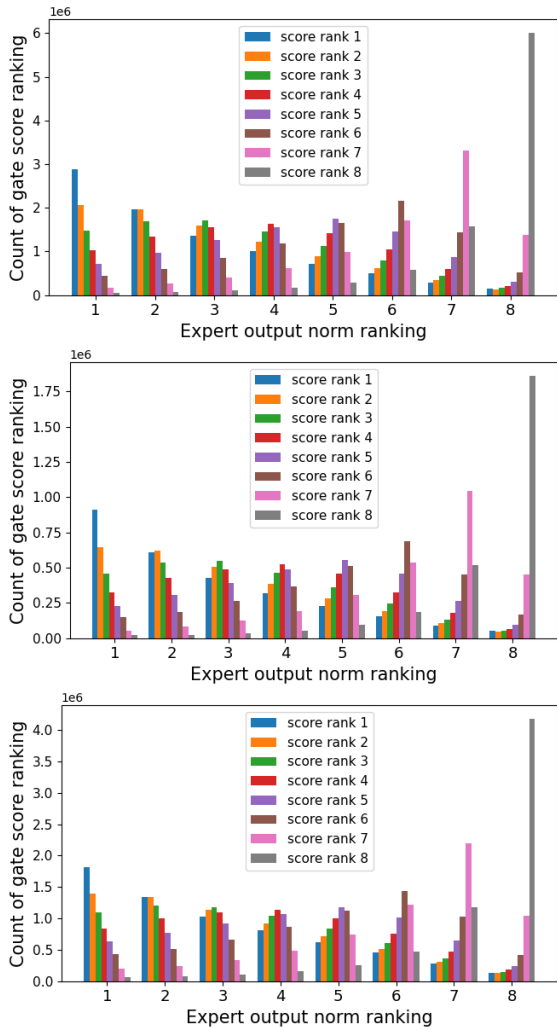 1e6
Count of gate score ranking
6
5
4
3
2
1
0
score rank 1
score rank 2
score rank 3
score rank 4
score rank 5
score rank 6
score rank 7
score rank 8
1 2 3 4 5 6 7 8
Expert output norm ranking
1e6
Count of gate score ranking
1.75
1.50
1.25
1.00
0.75
0.50
0.25
0.00
score rank 1
score rank 2
score rank 3
score rank 4
score rank 5
score rank 6
score rank 7
score rank 8
1 2 3 4 5 6 7 8
Expert output norm ranking
1e6
Count of gate score ranking
4.0
3.5
3.0
2.5
2.0
1.5
1.0
0.5
0.0
score rank 1
score rank 2
score rank 3
score rank 4
score rank 5
score rank 6
score rank 7
score rank 8
1 2 3 4 5 6 7 8
Expert output norm ranking